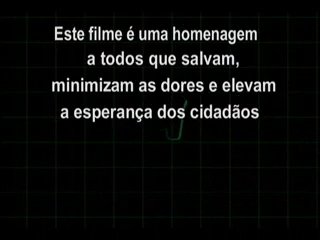 Este filme é uma homenagem
a todos que salvam,
minimizam as dores e elevam
a esperança dos cidadãos